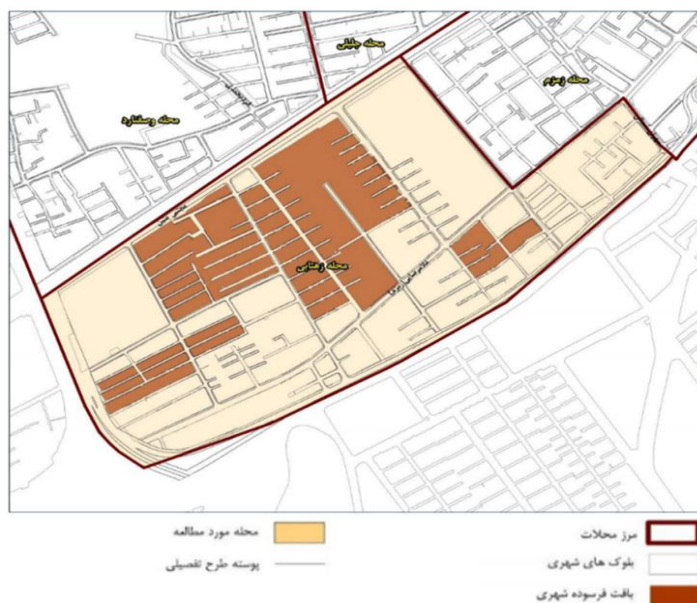 محله جلیلی
محله زمزم
محله وصفنارد
محله زهتابی
مرز محلات
بلوک های شهری
بافت فرسوده شهری
محله مورد مطالعه
پوسته طرح تفصیلی